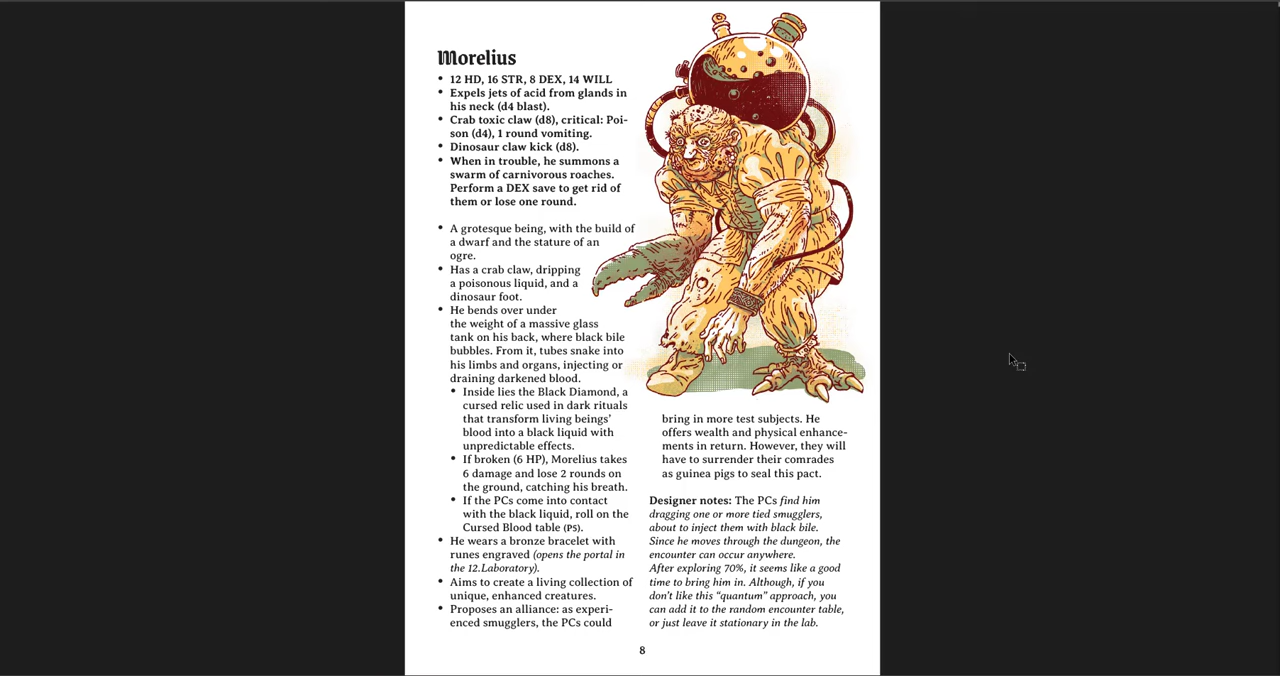 Morelius
• 12 HD, 16 STR, 8 DEX, 14 WILL
• Expels jets of acid from glands in
his neck (d4 blast).
• Crab toxic claw (d8), critical: Poi-
son (d4), 1 round vomiting.
• Dinosaur claw kick (d8).
• When in trouble, he summons a
swarm of carnivorous roaches.
Perform a DEX save to get rid of
them or lose one round.
• A grotesque being, with the build of
a dwarf and the stature of an
ogre.
• Has a crab claw, dripping
a poisonous liquid, and a
dinosaur foot.
• He bends over under
the weight of a massive glass
tank on his back, where black bile
bubbles. From it, tubes snake into
his limbs and organs, injecting or
draining darkened blood.
• Inside lies the Black Diamond, a
cursed relic used in dark rituals
that transform living beings’
blood into a black liquid with
unpredictable effects.
• If broken (6 HP), Morelius takes
6 damage and lose 2 rounds on
the ground, catching his breath.
• If the PCs come into contact
with the black liquid, roll on the
Cursed Blood table (P5).
• He wears a bronze bracelet with
runes engraved (opens the portal in
the 12.Laboratory).
• Aims to create a living collection of
unique, enhanced creatures.
• Proposes an alliance: as experi-
enced smugglers, the PCs could
bring in more test subjects. He
offers wealth and physical enhance-
ments in return. However, they will
have to surrender their comrades
as guinea pigs to seal this pact.
Designer notes: The PCs find him
dragging one or more tied smugglers,
about to inject them with black bile.
Since he moves through the dungeon, the
encounter can occur anywhere.
After exploring 70%, it seems like a good
time to bring him in. Although, if you
don’t like this “quantum” approach, you
can add it to the random encounter table,
or just leave it stationary in the lab.
8